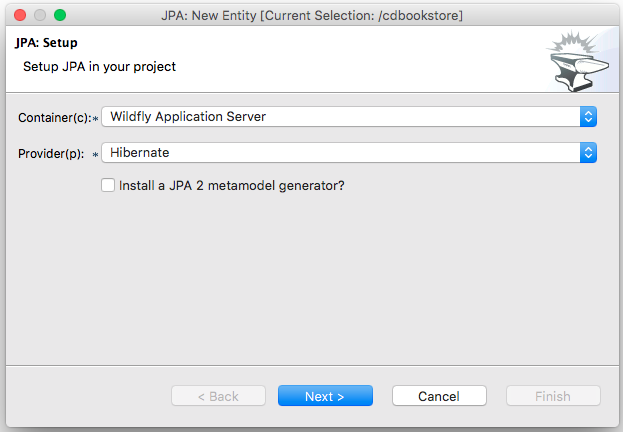 JPA: New Entity [Current Selection: /cdbookstore]
JPA: Setup
Setup JPA in your project
Container(c):* Wildfly Application Server
Provider(p): * Hibernate
Install a JPA 2 metamodel generator?
< Back Next > Cancel Finish